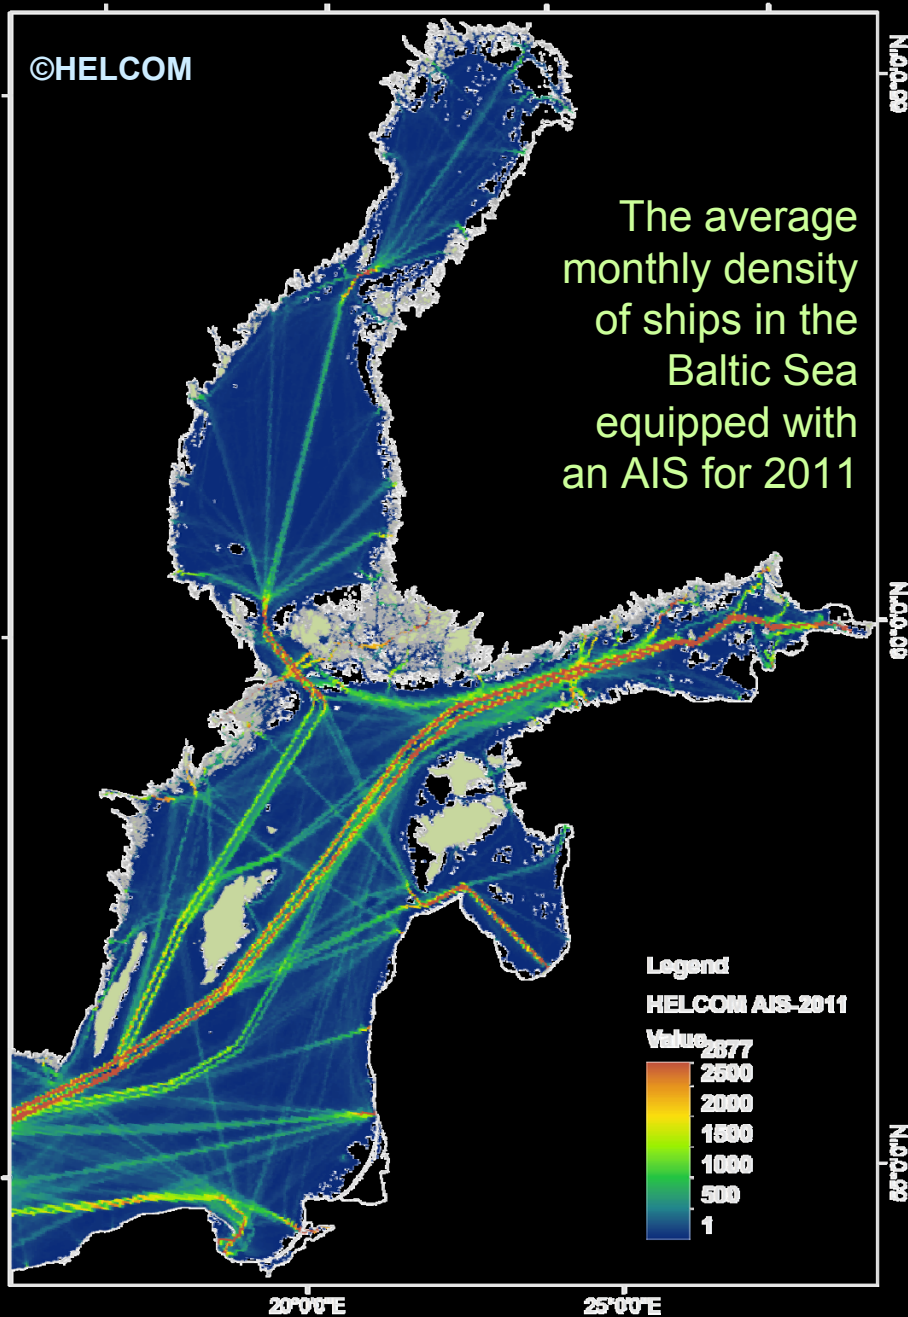 ©HELCOM
The average
monthly density
of ships in the
Baltic Sea
equipped with
an AIS for 2011
Legend
HELCOM AIS-2011
Value
2877
2500
2000
1500
1000
500
1
20°0'0"E
25°0'0"E